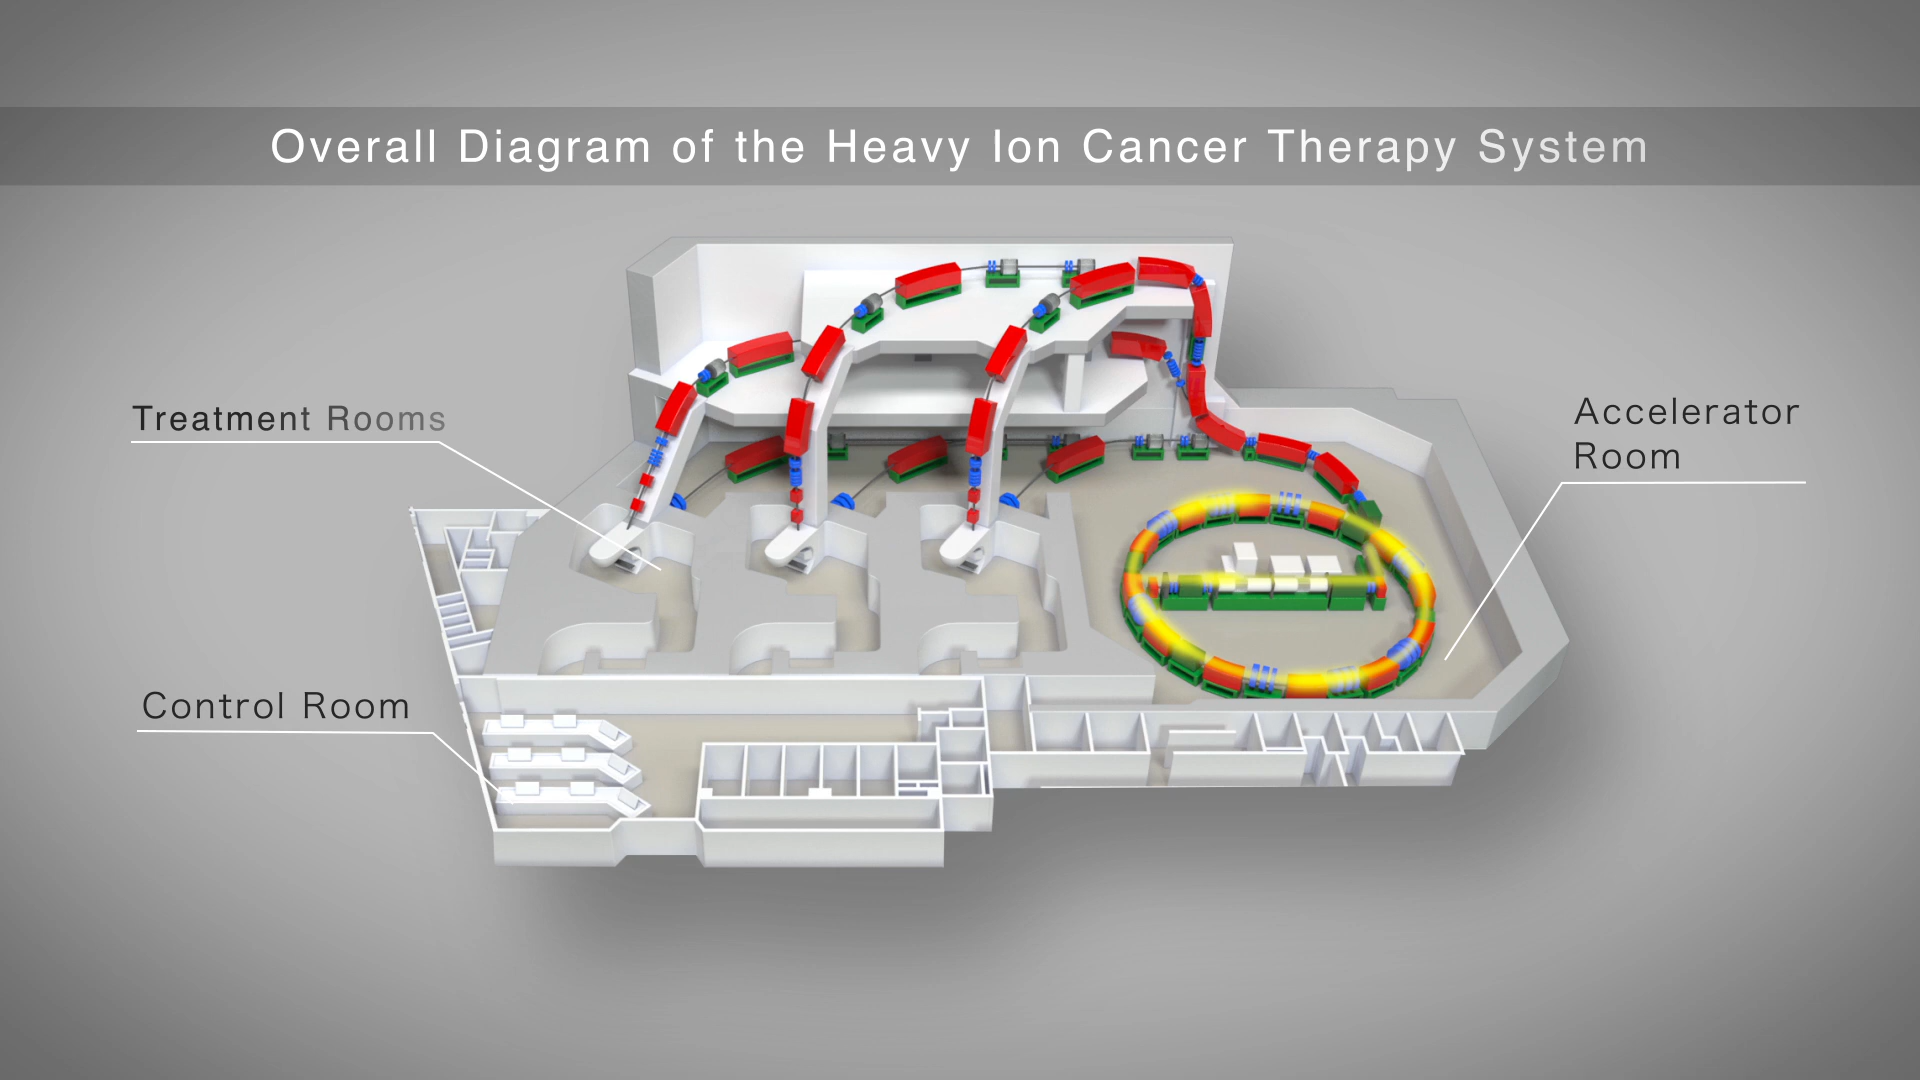 Overall Diagram of the Heavy Ion Cancer Therapy System
Treatment Rooms
Accelerator
Room
Control Room